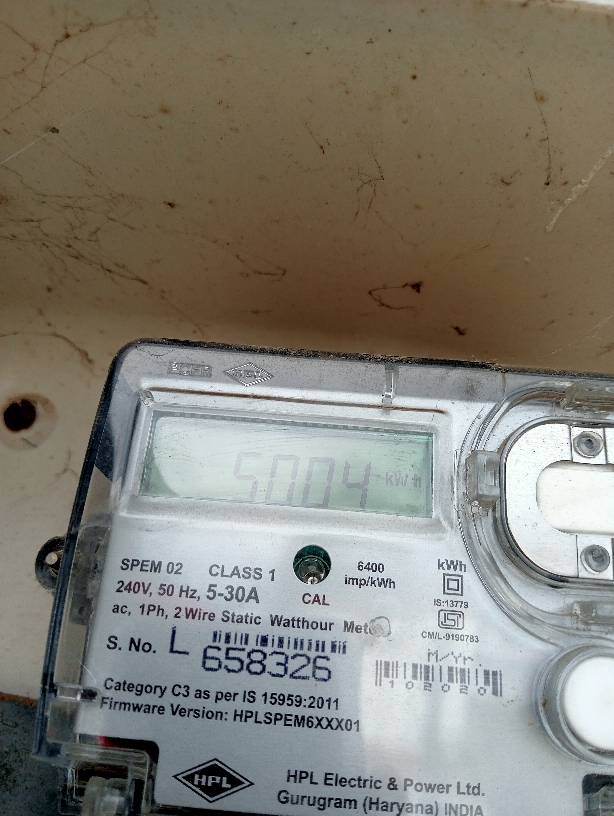 5004 kW h
SPEM 02 CLASS 1
240V, 50 Hz, 5-30A
ac, 1Ph, 2 Wire Static Watthour
CAL
6400
imp/kWh
kWh
IS:13779
CM/L-9190783
S. No. L 658326
M/Yr.
102020
Category C3 as per IS 15959:2011
Firmware Version: HPLSPEM6XXX01
HPL
HPL Electric & Power Ltd.
Gurugram (Haryana) INDIA